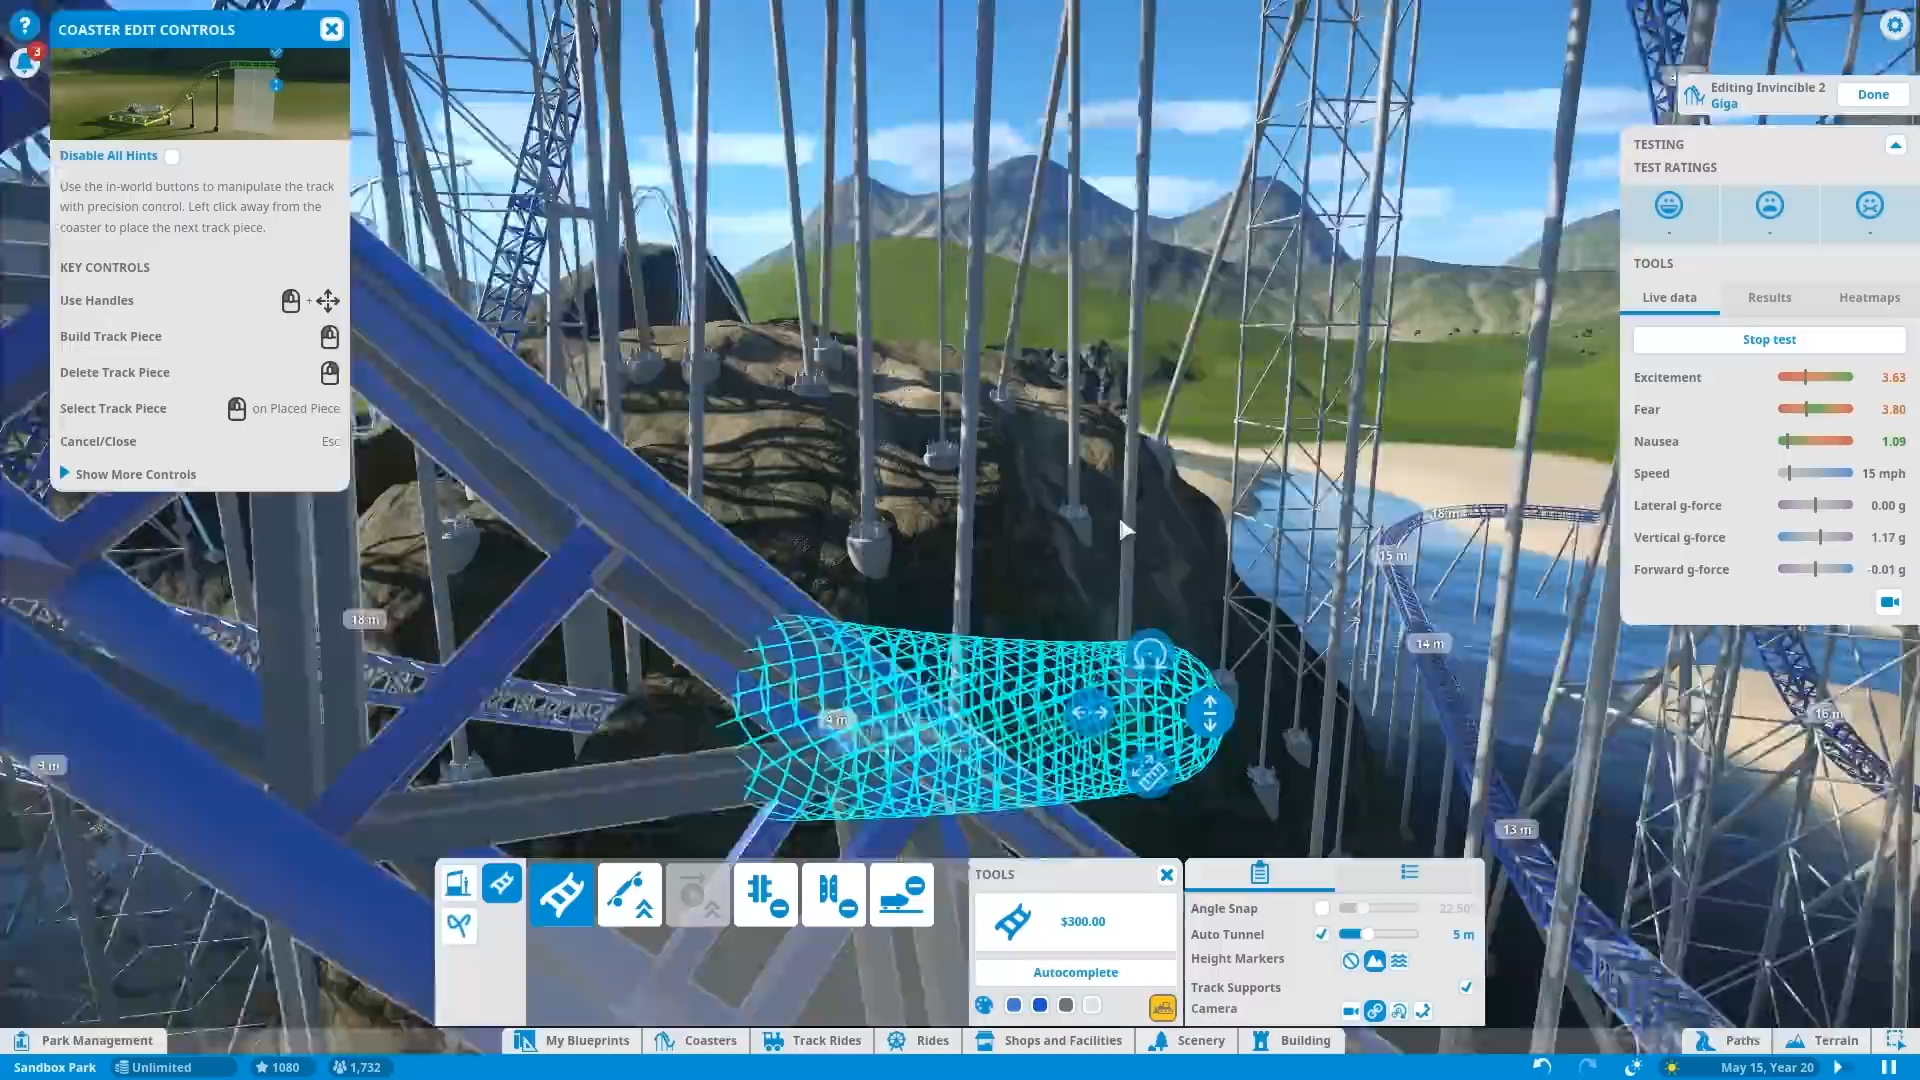 ?
3
COASTER EDIT CONTROLS
Disable All Hints
Use the in-world buttons to manipulate the track
with precision control. Left click away from the
coaster to place the next track piece.
KEY CONTROLS
Use Handles +
Build Track Piece
Delete Track Piece
Select Track Piece on Placed Piece
Cancel/Close Esc
Show More Controls
Editing Invincible 2
Giga
Done
TESTING
TEST RATINGS
- - -
TOOLS
Live data Results Heatmaps
Stop test
Excitement 3.63
Fear 3.80
Nausea 1.09
Speed 15 mph
Lateral g-force 0.00 g
Vertical g-force 1.17 g
Forward g-force -0.01 g
18 m
15 m
18 m
14 m
4 m
16 m
9 m
13 m
TOOLS
$300.00
Autocomplete
Angle Snap 22.50°
Auto Tunnel 5 m
Height Markers
Track Supports
Camera
Park Management
My Blueprints
Coasters
Track Rides
Rides
Shops and Facilities
Scenery
Building
Paths
Terrain
Sandbox Park Unlimited 1080 1,732
May 15, Year 20